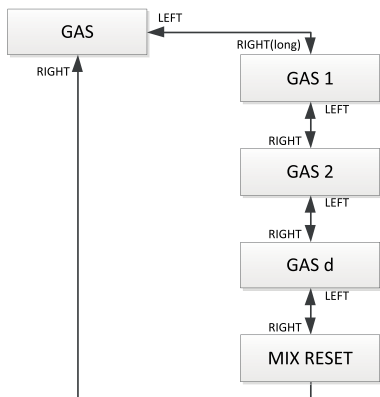 LEFT
GAS
RIGHT(long)
RIGHT
GAS 1
LEFT
RIGHT
GAS 2
LEFT
RIGHT
GAS d
LEFT
RIGHT
MIX RESET